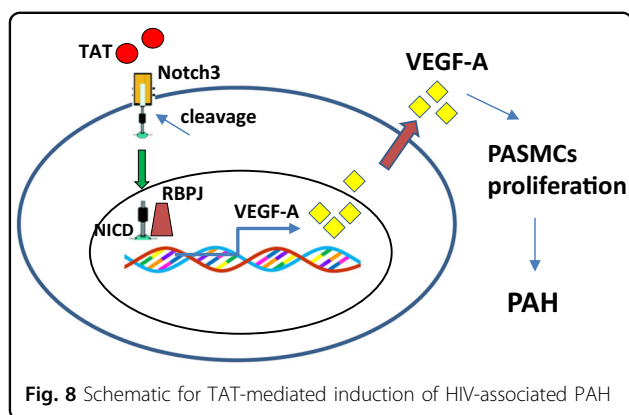 TAT
Notch3
cleavage
RBPJ
NICD
VEGF-A
VEGF-A
PASMCs
proliferation
PAH
Fig. 8 Schematic for TAT-mediated induction of HIV-associated PAH